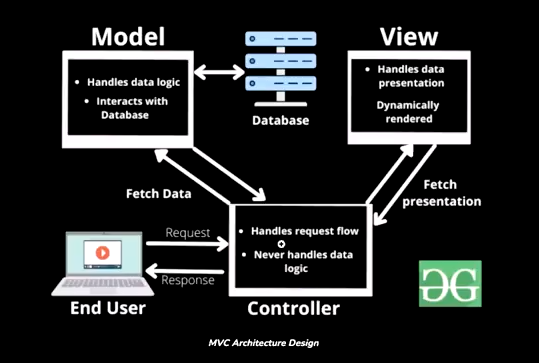 Model
View
• Handles data logic
• Interacts with
Database
Database
• Handles data
presentation
Dynamically
rendered
Fetch Data
Fetch
presentation
Request
Response
• Handles request flow
• Never handles data
logic
End User
Controller
MVC Architecture Design